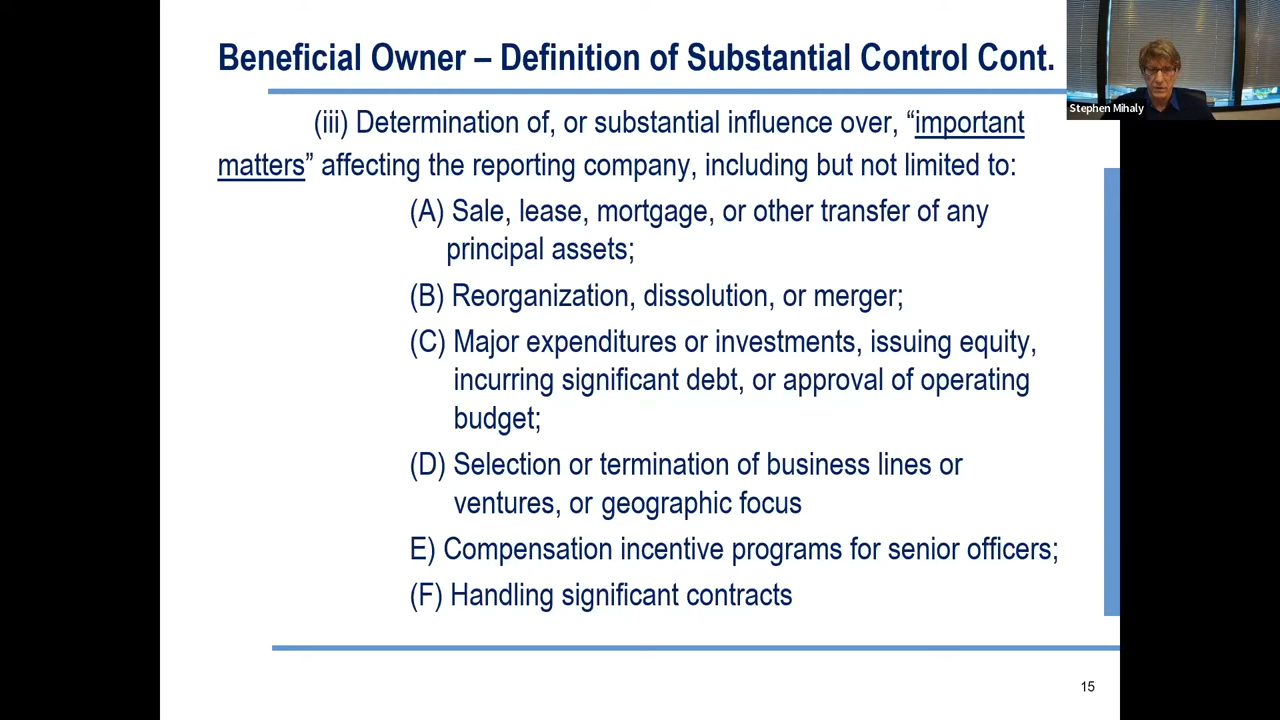 Beneficial Owner – Definition of Substantial Control Cont.
Stephen Mihaly
(iii) Determination of, or substantial influence over, “important
matters” affecting the reporting company, including but not limited to:
(A) Sale, lease, mortgage, or other transfer of any
principal assets;
(B) Reorganization, dissolution, or merger;
(C) Major expenditures or investments, issuing equity,
incurring significant debt, or approval of operating
budget;
(D) Selection or termination of business lines or
ventures, or geographic focus
E) Compensation incentive programs for senior officers;
(F) Handling significant contracts
15